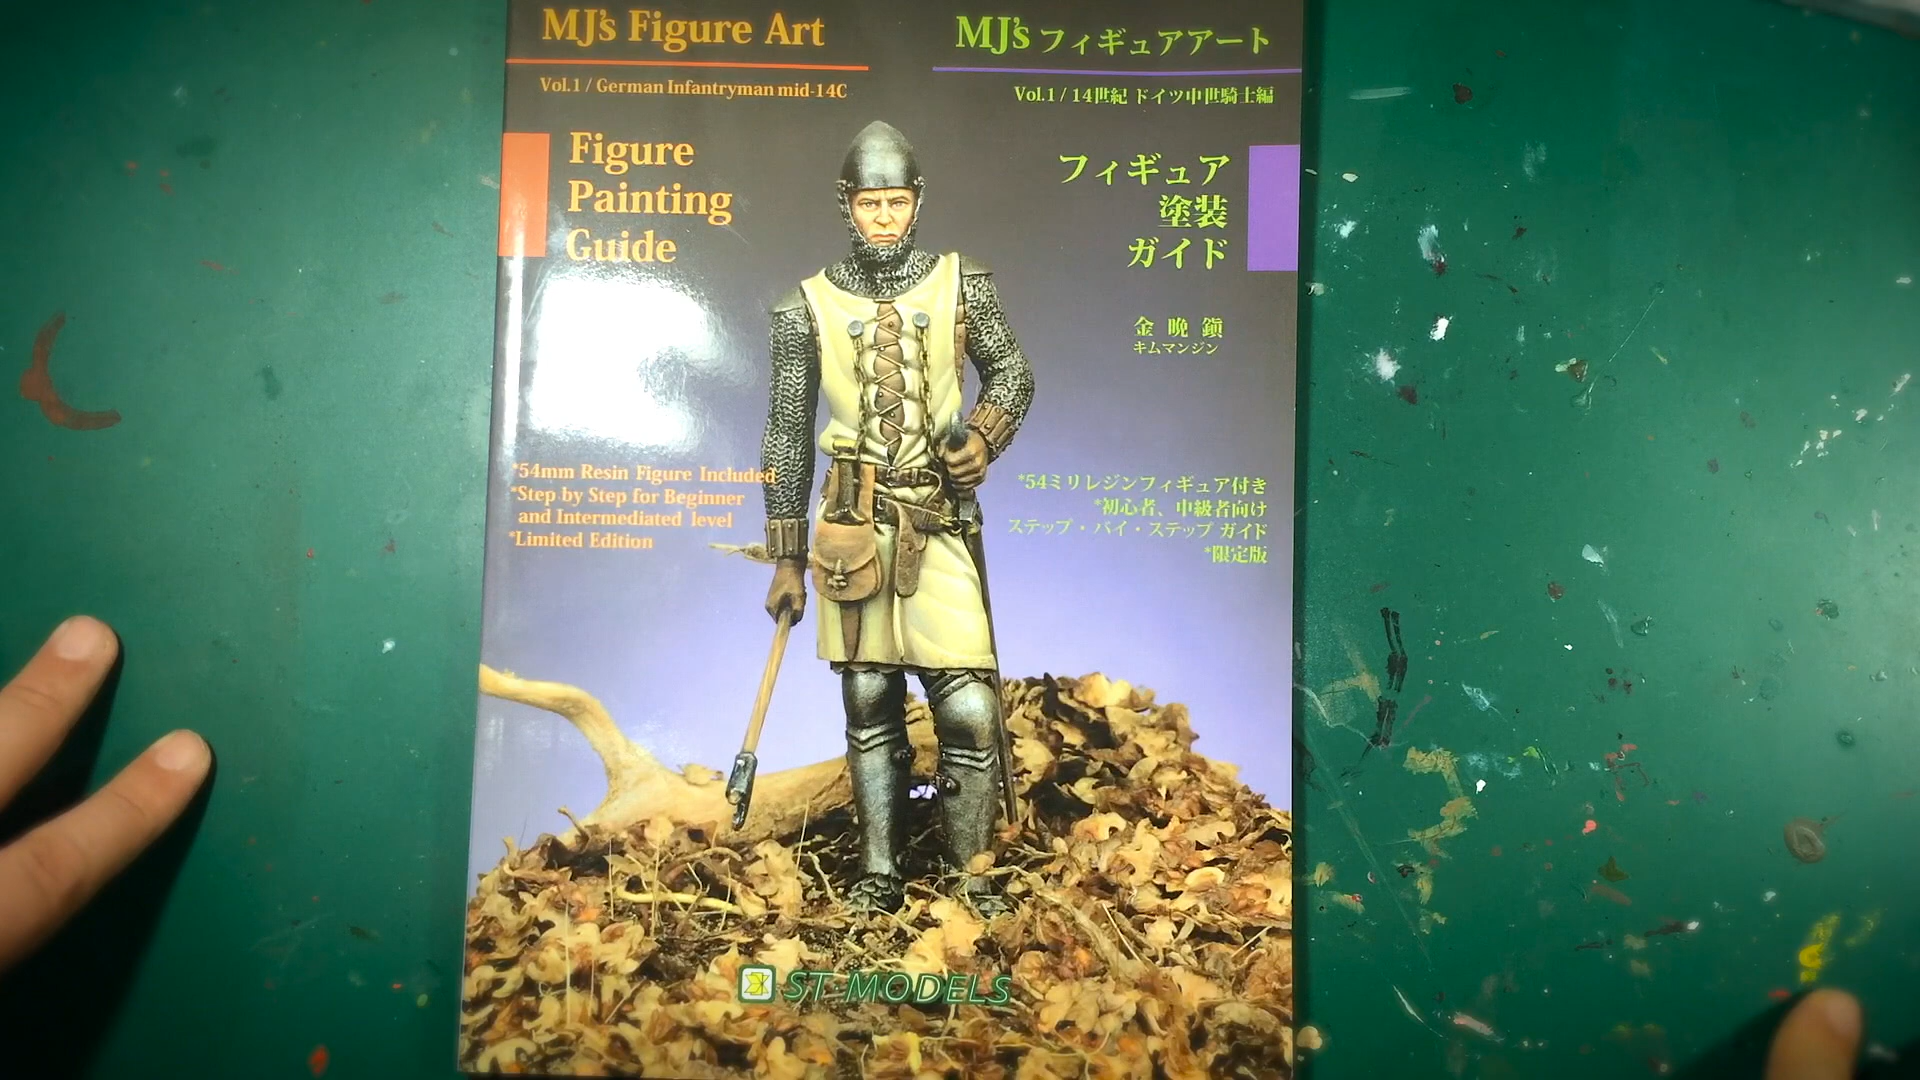 MJ's Figure Art
Vol.1 / German Infantryman mid-14C
Figure
Painting
Guide
*54mm Resin Figure Included
*Step by Step for Beginner
and Intermediated level
*Limited Edition
MJ's フィギュアアート
Vol.1 / 14世紀 ドイツ中世騎士編
フィギュア
塗装
ガイド
金 晩 鎭
キムマンジン
*54ミリレジンフィギュア付き
*初心者、中級者向け
ステップ・バイ・ステップ ガイド
*限定版
ST-MODELS